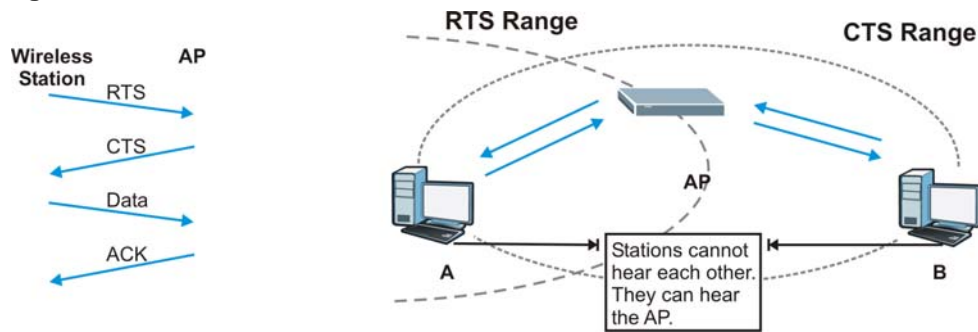 Wireless
Station
AP
RTS
CTS
Data
ACK
RTS Range
CTS Range
AP
A
B
Stations cannot
hear each other.
They can hear
the AP.